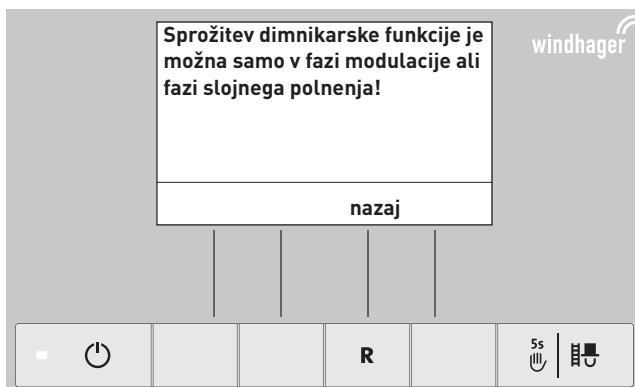 Sprožitev dimnikarske funkcije je
možna samo v fazi modulacije ali
fazi slojnega polnenja!
windhager
nazaj
R
5s